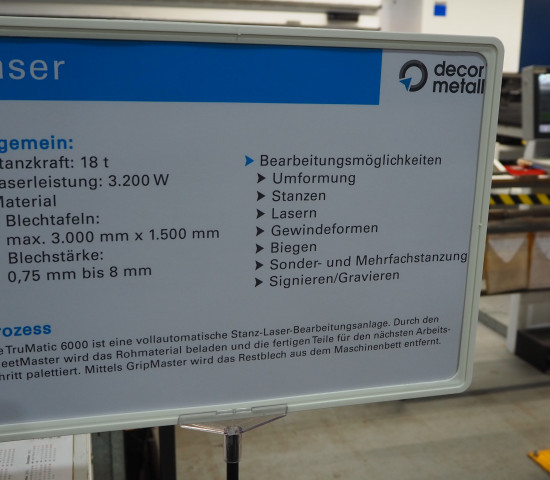 aser
decor
metall
gemein:
tanzkraft: 18 t
aserleistung: 3.200 W
Material
Blechtafeln:
max. 3.000 mm x 1.500 mm
Blechstärke:
0,75 mm bis 8 mm
Bearbeitungsmöglichkeiten
Umformung
Stanzen
Lasern
Gewindeformen
Biegen
Sonder- und Mehrfachstanzung
Signieren/Gravieren
rozess
e TruMatic 6000 ist eine vollautomatische Stanz-Laser-Bearbeitungsanlage. Durch den
eetMaster wird das Rohmaterial beladen und die fertigen Teile für den nächsten Arbeits-
hritt palettiert. Mittels GripMaster wird das Restblech aus dem Maschinenbett entfernt.